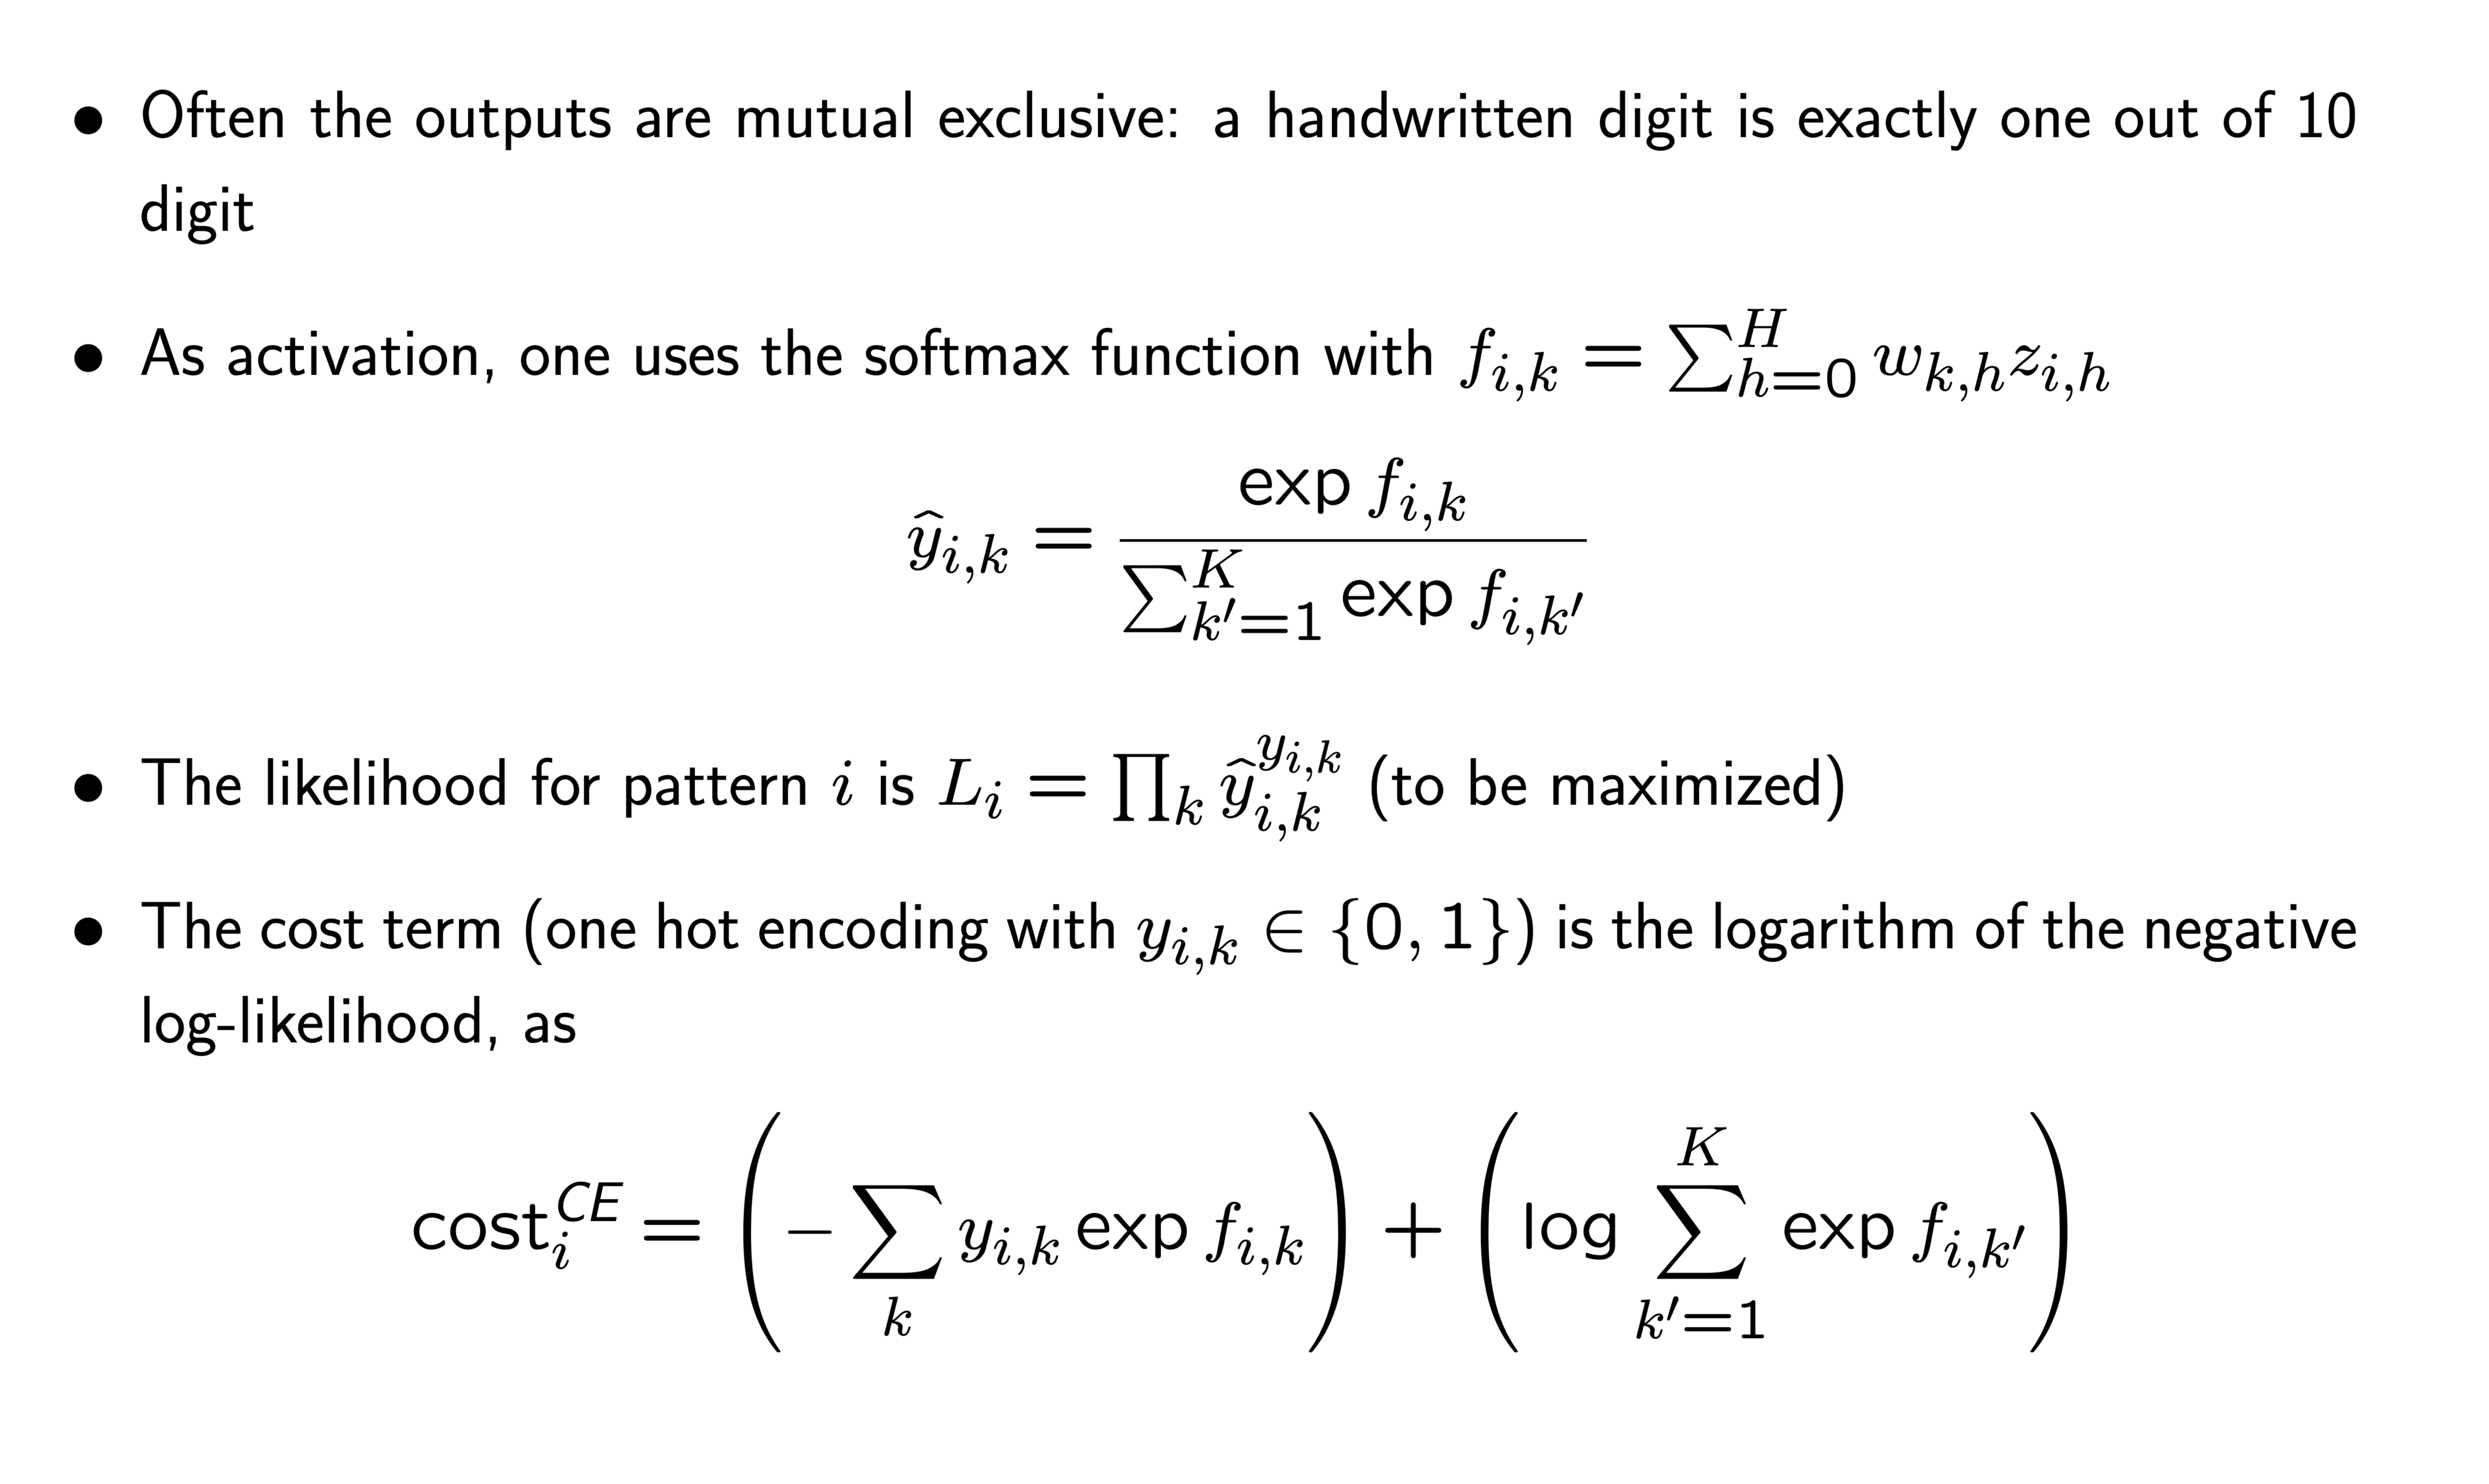 • Often the outputs are mutual exclusive: a handwritten digit is exactly one out of 10
digit
• As activation, one uses the softmax function with $f_{i,k} = \sum_{h=0}^{H} w_{k,h} z_{i,h}$
$\hat{y}_{i,k} = \frac{\exp f_{i,k}}{\sum_{k'=1}^{K} \exp f_{i,k'}}$
• The likelihood for pattern $i$ is $L_i = \prod_k \hat{y}_{i,k}^{y_{i,k}}$ (to be maximized)
• The cost term (one hot encoding with $y_{i,k} \in \{0, 1\}$) is the logarithm of the negative
log-likelihood, as
$\text{cost}_i^{CE} = \left( -\sum_k y_{i,k} \exp f_{i,k} \right) + \left( \log \sum_{k'=1}^{K} \exp f_{i,k'} \right)$